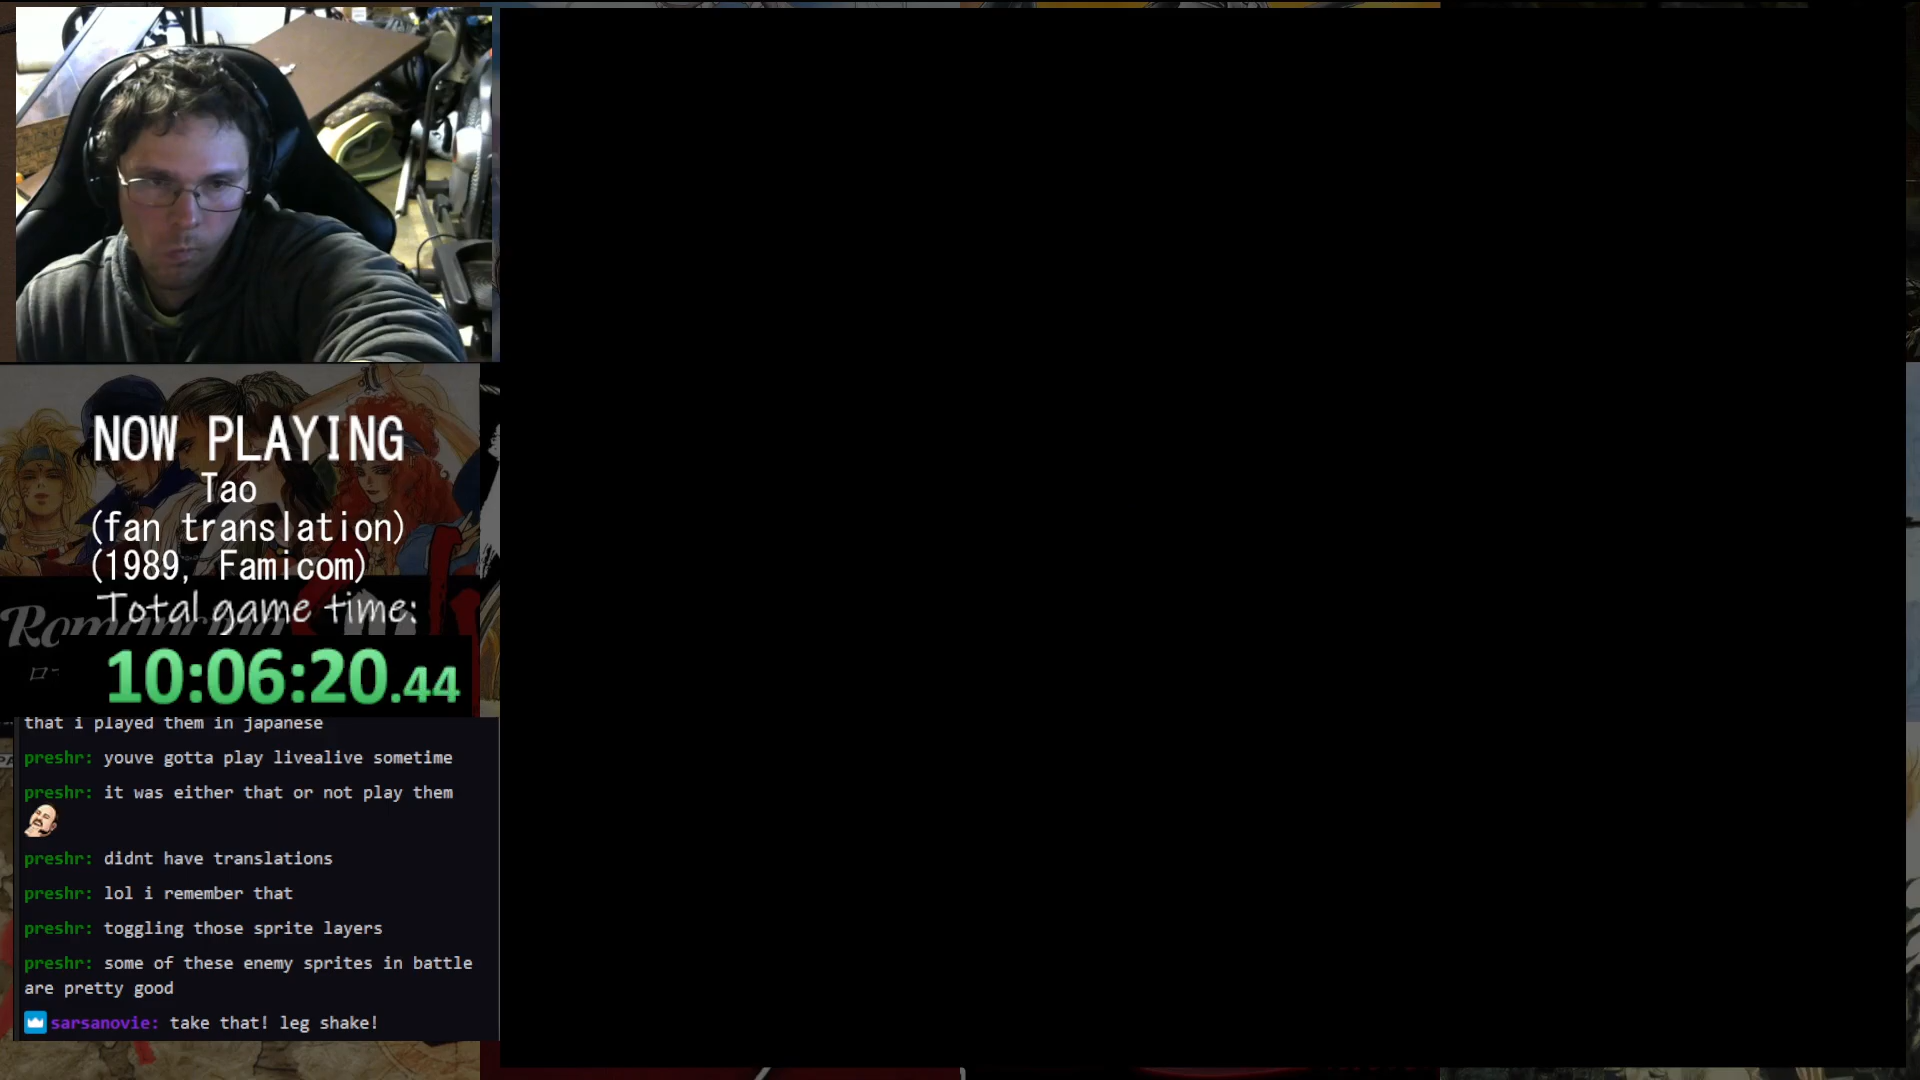 NOW PLAYING
Tao
(fan translation)
(1989, Famicom)
Total game time:
10:06:20.44
that i played them in japanese
preshr: youve gotta play livealive sometime
preshr: it was either that or not play them
preshr: didnt have translations
preshr: lol i remember that
preshr: toggling those sprite layers
preshr: some of these enemy sprites in battle
are pretty good
sarsanovie: take that! leg shake!